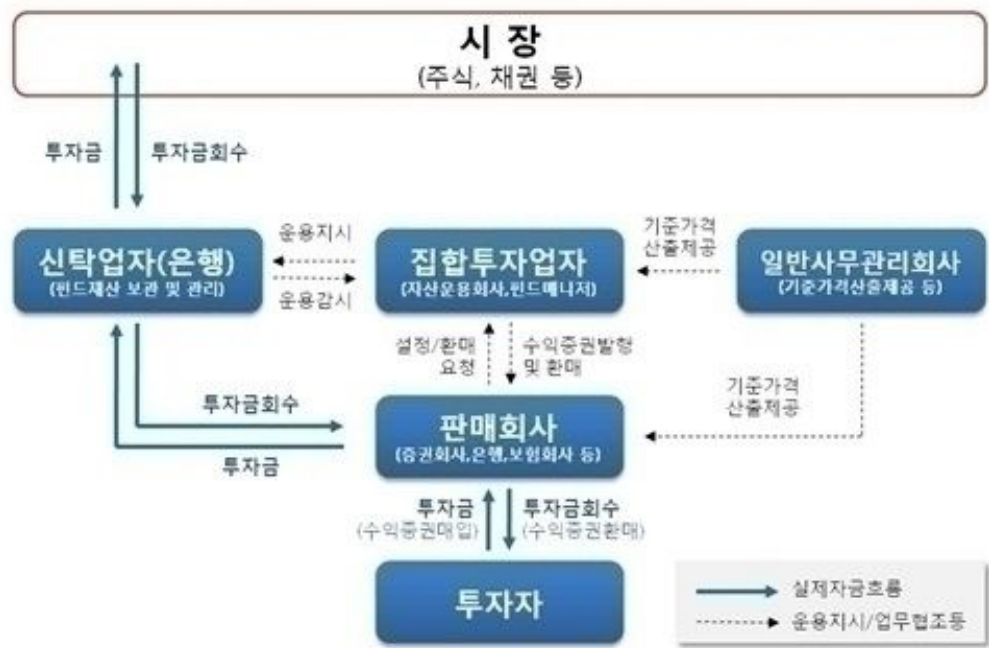 시 장
(주식, 채권 등)
투자금
투자금회수
신탁업자(은행)
(펀드재산 보관 및 관리)
운용지시
운용감시
집합투자업자
(자산운용회사,펀드매니저)
기준가격
산출제공
일반사무관리회사
(기준가격산출제공 등)
설정/환매
요청
수익증권발행
및 환매
기준가격
산출제공
투자금회수
투자금
판매회사
(증권회사,은행,보험회사 등)
투자금
(수익증권매입)
투자금회수
(수익증권환매)
투자자
실제자금흐름
운용지시/업무협조등